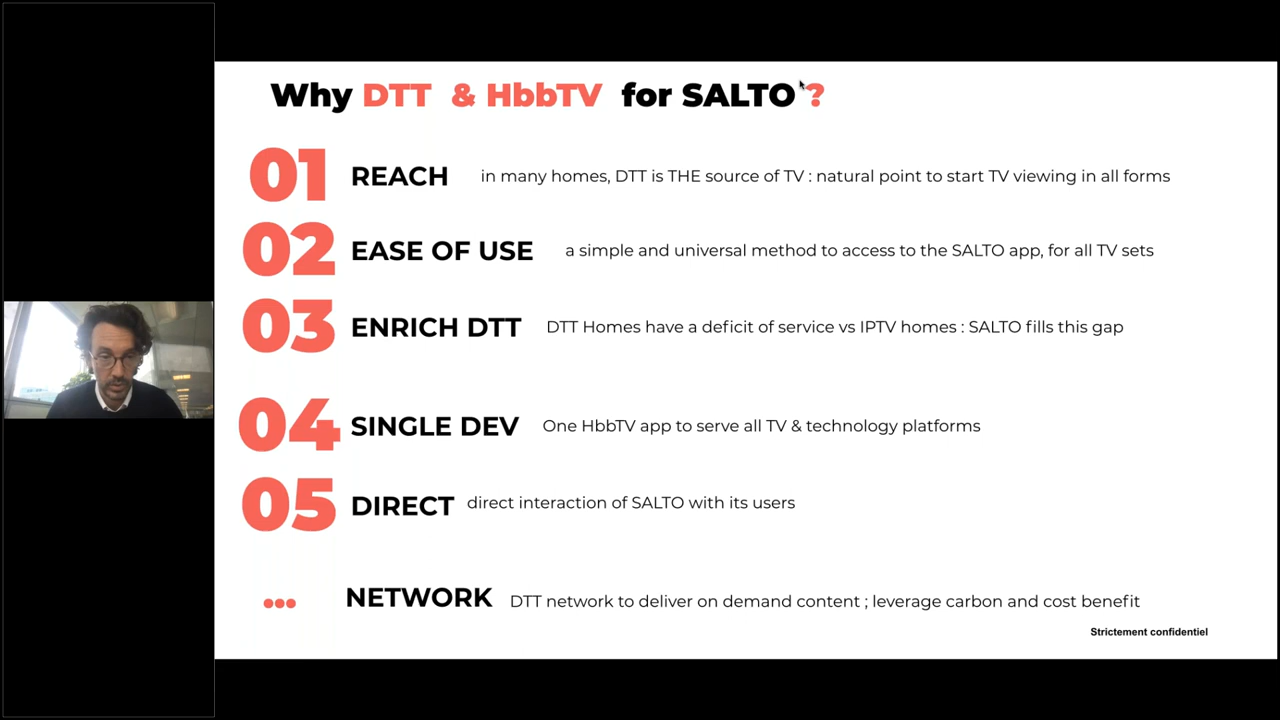 Why DTT & HbbTV for SALTO ?
01 REACH in many homes, DTT is THE source of TV : natural point to start TV viewing in all forms
02 EASE OF USE a simple and universal method to access to the SALTO app, for all TV sets
03 ENRICH DTT DTT Homes have a deficit of service vs IPTV homes : SALTO fills this gap
04 SINGLE DEV One HbbTV app to serve all TV & technology platforms
05 DIRECT direct interaction of SALTO with its users
... NETWORK DTT network to deliver on demand content ; leverage carbon and cost benefit
Strictement confidentiel